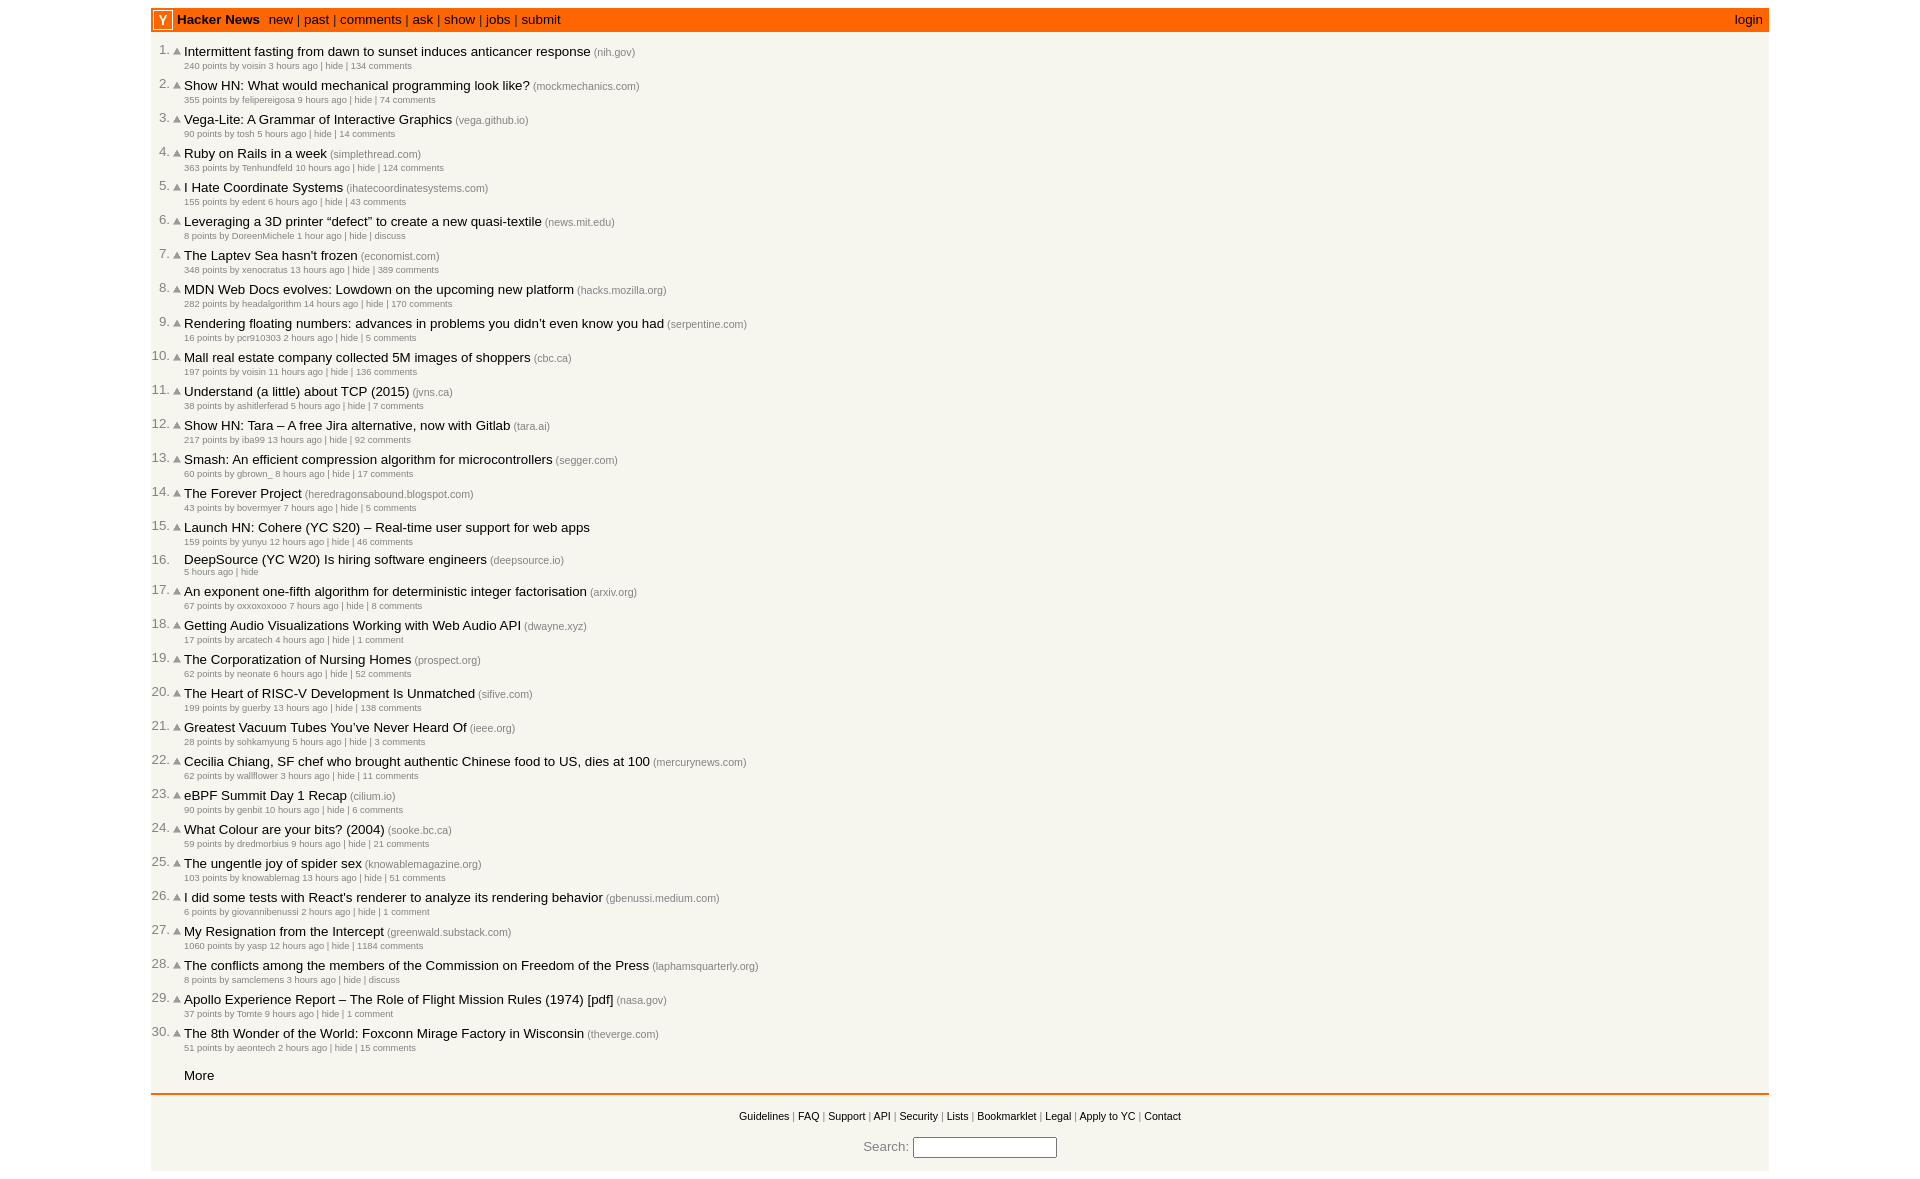 Y Hacker News new | past | comments | ask | show | jobs | submit login
1. Intermittent fasting from dawn to sunset induces anticancer response (nih.gov)
240 points by voisin 3 hours ago | hide | 134 comments
2. Show HN: What would mechanical programming look like? (mockmechanics.com)
355 points by felipereigosa 9 hours ago | hide | 74 comments
3. Vega-Lite: A Grammar of Interactive Graphics (vega.github.io)
90 points by tosh 5 hours ago | hide | 14 comments
4. Ruby on Rails in a week (simplethread.com)
363 points by Tenhundfeld 10 hours ago | hide | 124 comments
5. I Hate Coordinate Systems (ihatecoordinatesystems.com)
155 points by edent 6 hours ago | hide | 43 comments
6. Leveraging a 3D printer “defect” to create a new quasi-textile (news.mit.edu)
8 points by DoreenMichele 1 hour ago | hide | discuss
7. The Laptev Sea hasn't frozen (economist.com)
348 points by xenocratus 13 hours ago | hide | 389 comments
8. MDN Web Docs evolves: Lowdown on the upcoming new platform (hacks.mozilla.org)
282 points by headalgorithm 14 hours ago | hide | 170 comments
9. Rendering floating numbers: advances in problems you didn’t even know you had (serpentine.com)
16 points by pcr910303 2 hours ago | hide | 5 comments
10. Mall real estate company collected 5M images of shoppers (cbc.ca)
197 points by voisin 11 hours ago | hide | 136 comments
11. Understand (a little) about TCP (2015) (jvns.ca)
38 points by ashitlerferad 5 hours ago | hide | 7 comments
12. Show HN: Tara – A free Jira alternative, now with Gitlab (tara.ai)
217 points by iba99 13 hours ago | hide | 92 comments
13. Smash: An efficient compression algorithm for microcontrollers (segger.com)
60 points by gbrown_ 8 hours ago | hide | 17 comments
14. The Forever Project (heredragonsabound.blogspot.com)
43 points by bovermyer 7 hours ago | hide | 5 comments
15. Launch HN: Cohere (YC S20) – Real-time user support for web apps
159 points by yunyu 12 hours ago | hide | 46 comments
16. DeepSource (YC W20) Is hiring software engineers (deepsource.io)
5 hours ago | hide
17. An exponent one-fifth algorithm for deterministic integer factorisation (arxiv.org)
67 points by oxxoxoxooo 7 hours ago | hide | 8 comments
18. Getting Audio Visualizations Working with Web Audio API (dwayne.xyz)
17 points by arcatech 4 hours ago | hide | 1 comment
19. The Corporatization of Nursing Homes (prospect.org)
62 points by neonate 6 hours ago | hide | 52 comments
20. The Heart of RISC-V Development Is Unmatched (sifive.com)
199 points by guerby 13 hours ago | hide | 138 comments
21. Greatest Vacuum Tubes You’ve Never Heard Of (ieee.org)
28 points by sohkamyung 5 hours ago | hide | 3 comments
22. Cecilia Chiang, SF chef who brought authentic Chinese food to US, dies at 100 (mercurynews.com)
62 points by wallflower 3 hours ago | hide | 11 comments
23. eBPF Summit Day 1 Recap (cilium.io)
90 points by genbit 10 hours ago | hide | 6 comments
24. What Colour are your bits? (2004) (sooke.bc.ca)
59 points by dredmorbius 9 hours ago | hide | 21 comments
25. The ungentle joy of spider sex (knowablemagazine.org)
103 points by knowablemag 13 hours ago | hide | 51 comments
26. I did some tests with React's renderer to analyze its rendering behavior (gbenussi.medium.com)
6 points by giovannibenussi 2 hours ago | hide | 1 comment
27. My Resignation from the Intercept (greenwald.substack.com)
1060 points by yasp 12 hours ago | hide | 1184 comments
28. The conflicts among the members of the Commission on Freedom of the Press (laphamsquarterly.org)
8 points by samclemens 3 hours ago | hide | discuss
29. Apollo Experience Report – The Role of Flight Mission Rules (1974) [pdf] (nasa.gov)
37 points by Tomte 9 hours ago | hide | 1 comment
30. The 8th Wonder of the World: Foxconn Mirage Factory in Wisconsin (theverge.com)
51 points by aeontech 2 hours ago | hide | 15 comments
More
Guidelines | FAQ | Support | API | Security | Lists | Bookmarklet | Legal | Apply to YC | Contact
Search: